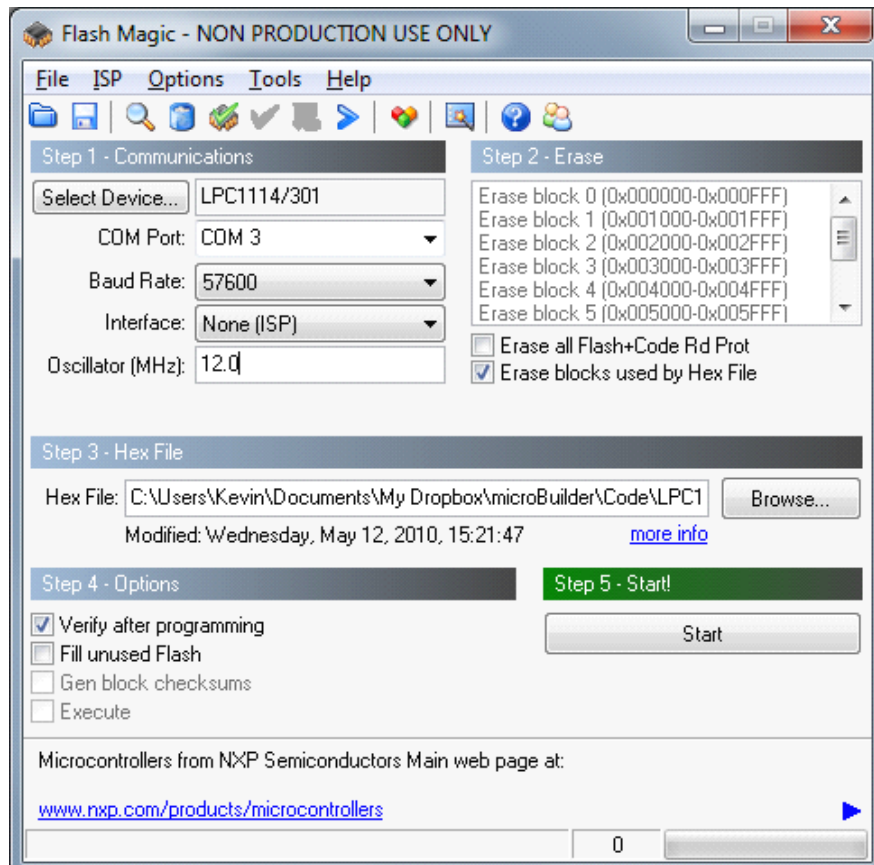 Flash Magic - NON PRODUCTION USE ONLY
File ISP Options Tools Help
Step 1 - Communications
Select Device... LPC1114/301
COM Port: COM 3
Baud Rate: 57600
Interface: None (ISP)
Oscillator (MHz): 12.0
Step 2 - Erase
Erase block 0 (0x000000-0x000FFF)
Erase block 1 (0x001000-0x001FFF)
Erase block 2 (0x002000-0x002FFF)
Erase block 3 (0x003000-0x003FFF)
Erase block 4 (0x004000-0x004FFF)
Erase block 5 (0x005000-0x005FFF)
Erase all Flash+Code Rd Prot
Erase blocks used by Hex File
Step 3 - Hex File
Hex File: C:\Users\Kevin\Documents\My Dropbox\microBuilder\Code\LPC1 Browse...
Modified: Wednesday, May 12, 2010, 15:21:47 more info
Step 4 - Options
Verify after programming
Fill unused Flash
Gen block checksums
Execute
Step 5 - Start!
Start
Microcontrollers from NXP Semiconductors Main web page at:
www.nxp.com/products/microcontrollers
0